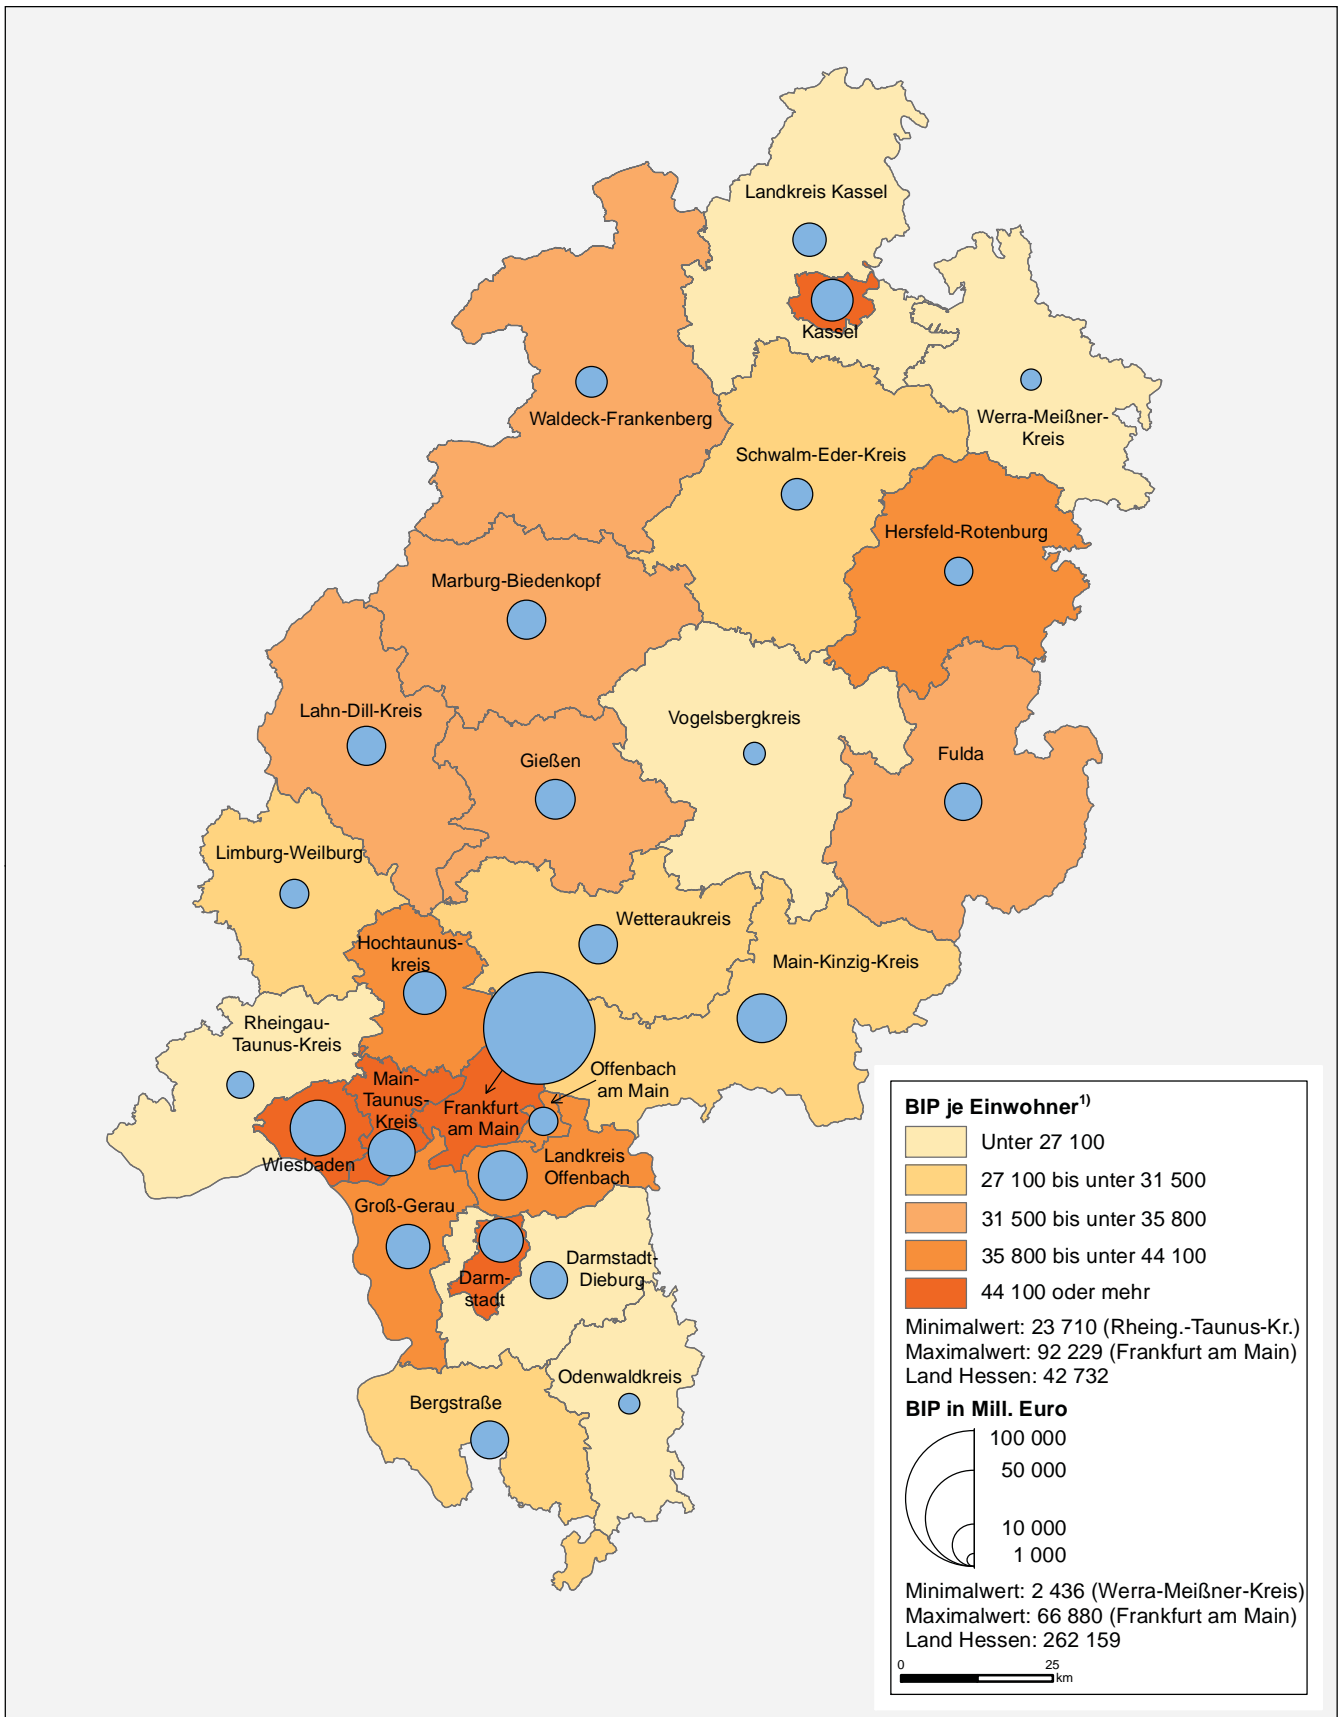 Landkreis Kassel
Kassel
Werra-Meißner-
Kreis
Waldeck-Frankenberg
Schwalm-Eder-Kreis
Hersfeld-Rotenburg
Marburg-Biedenkopf
Lahn-Dill-Kreis
Vogelsbergkreis
Gießen
Fulda
Limburg-Weilburg
Wetteraukreis
Hochtaunus-
kreis
Main-Kinzig-Kreis
Rheingau-
Taunus-Kreis
Main-
Taunus-
Kreis
Offenbach
am Main
Frankfurt
am Main
Wiesbaden
Landkreis
Offenbach
Groß-Gerau
Darm-
stadt
Darmstadt-
Dieburg
Odenwaldkreis
Bergstraße
BIP je Einwohner1)
Unter 27 100
27 100 bis unter 31 500
31 500 bis unter 35 800
35 800 bis unter 44 100
44 100 oder mehr
Minimalwert: 23 710 (Rheing.-Taunus-Kr.)
Maximalwert: 92 229 (Frankfurt am Main)
Land Hessen: 42 732
BIP in Mill. Euro
100 000
50 000
10 000
1 000
Minimalwert: 2 436 (Werra-Meißner-Kreis)
Maximalwert: 66 880 (Frankfurt am Main)
Land Hessen: 262 159
0 25
km